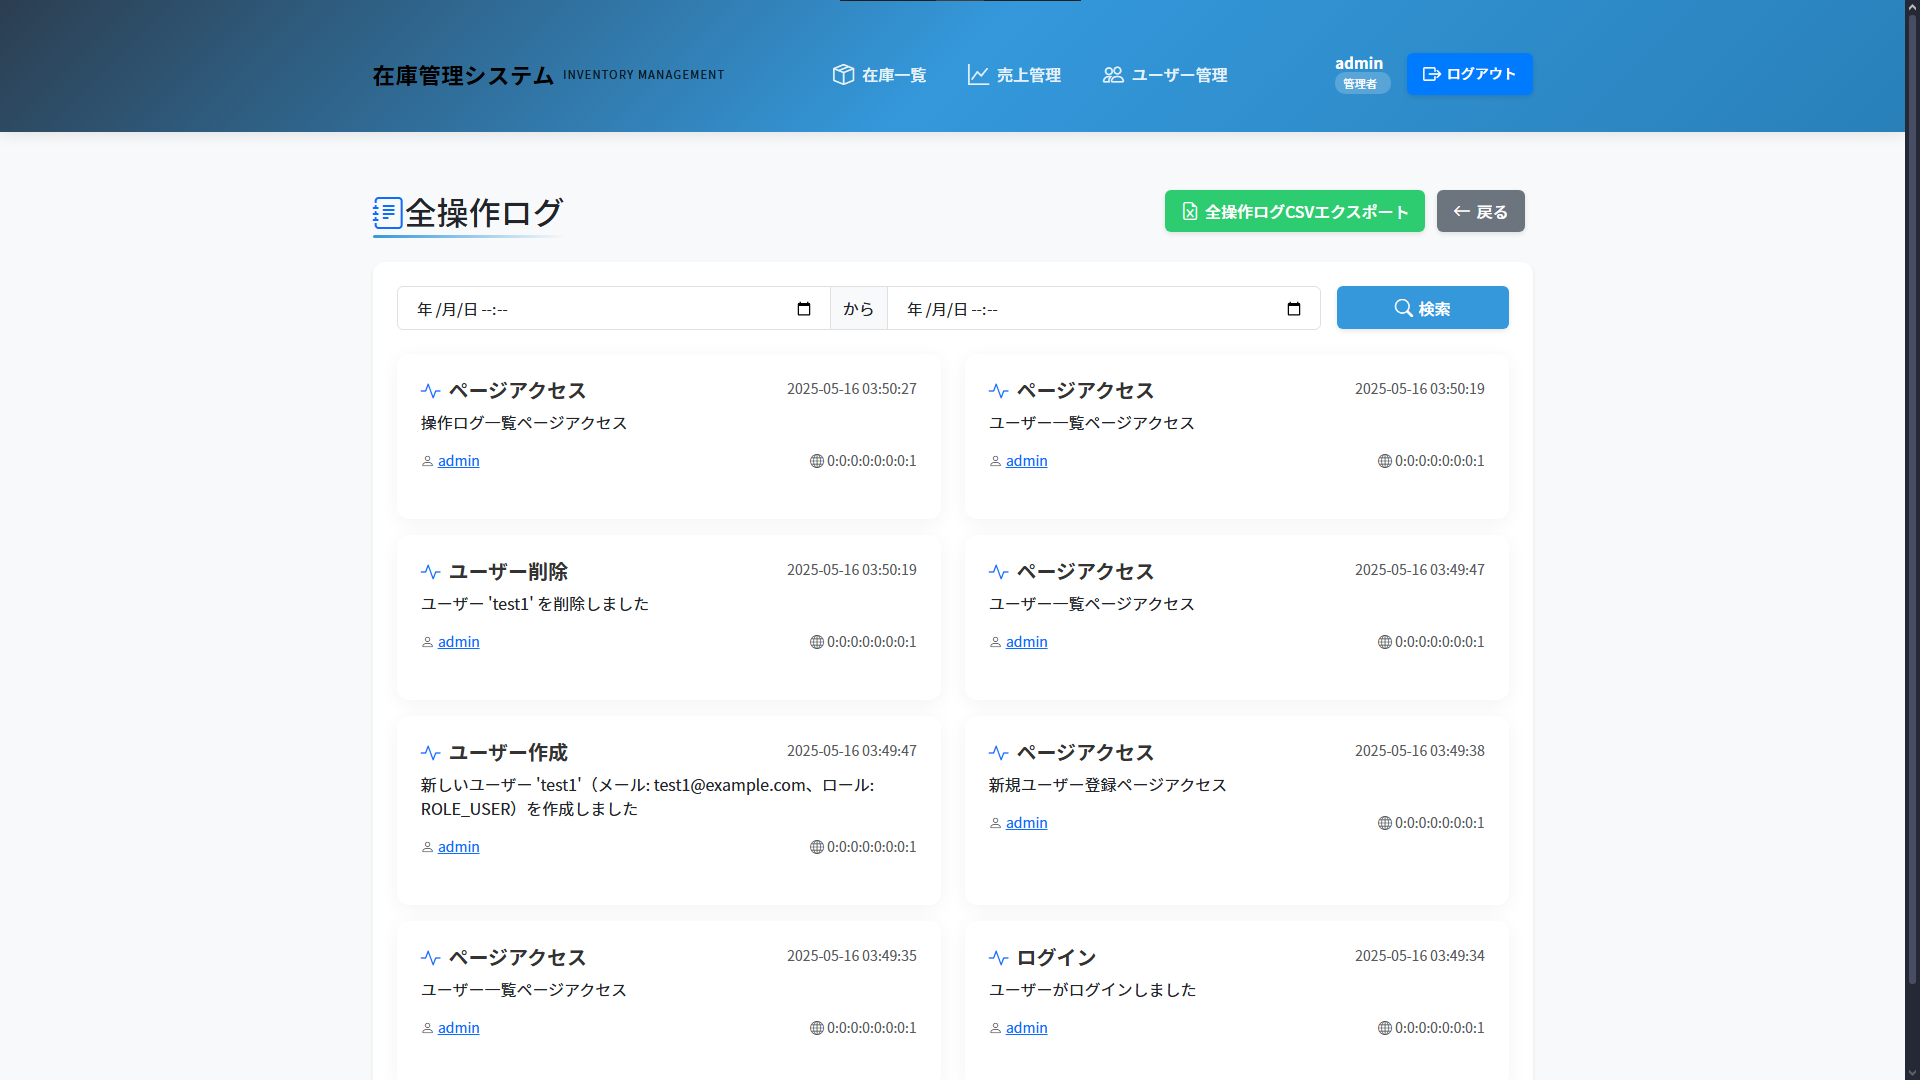 在庫管理システム INVENTORY MANAGEMENT
在庫一覧
売上管理
ユーザー管理
admin
管理者
ログアウト
全操作ログ
全操作ログCSVエクスポート
戻る
年 /月/日 --:--
から
年 /月/日 --:--
検索
ページアクセス 2025-05-16 03:50:27
操作ログ一覧ページアクセス
admin 0:0:0:0:0:0:0:1
ページアクセス 2025-05-16 03:50:19
ユーザー一覧ページアクセス
admin 0:0:0:0:0:0:0:1
ユーザー削除 2025-05-16 03:50:19
ユーザー 'test1' を削除しました
admin 0:0:0:0:0:0:0:1
ページアクセス 2025-05-16 03:49:47
ユーザー一覧ページアクセス
admin 0:0:0:0:0:0:0:1
ユーザー作成 2025-05-16 03:49:47
新しいユーザー 'test1'（メール: test1@example.com、ロール:
ROLE_USER）を作成しました
admin 0:0:0:0:0:0:0:1
ページアクセス 2025-05-16 03:49:38
新規ユーザー登録ページアクセス
admin 0:0:0:0:0:0:0:1
ページアクセス 2025-05-16 03:49:35
ユーザー一覧ページアクセス
admin 0:0:0:0:0:0:0:1
ログイン 2025-05-16 03:49:34
ユーザーがログインしました
admin 0:0:0:0:0:0:0:1